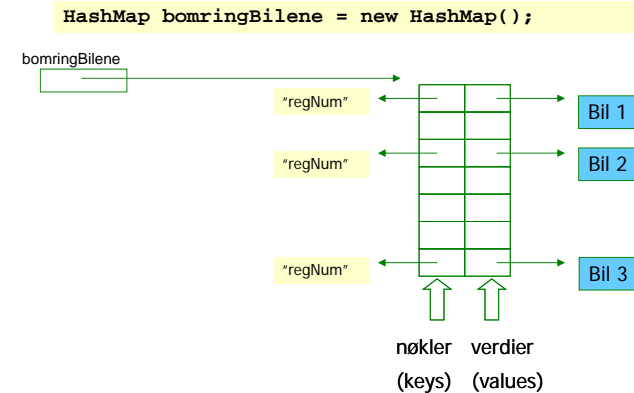 HashMap bomringBilene = new HashMap();
bomringBilene
"regNum"
Bil 1
"regNum"
Bil 2
"regNum"
Bil 3
nøkler verdier
(keys) (values)